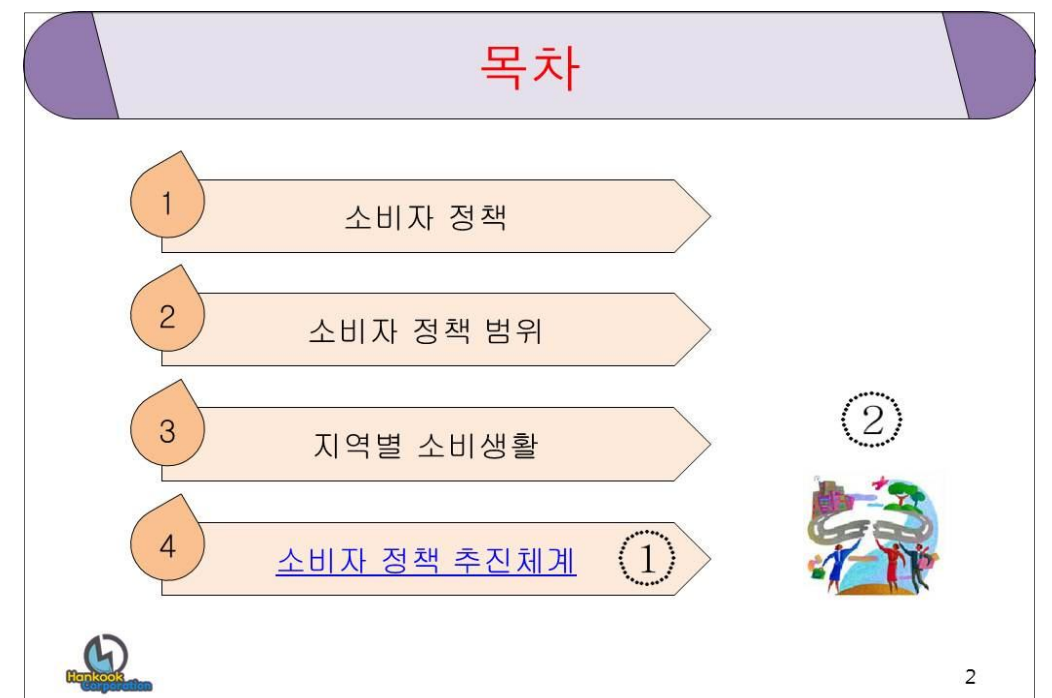 목차
1
소비자 정책
2
소비자 정책 범위
3
지역별 소비생활
②
4
소비자 정책 추진체계 ①
Hankook
Corporation
2